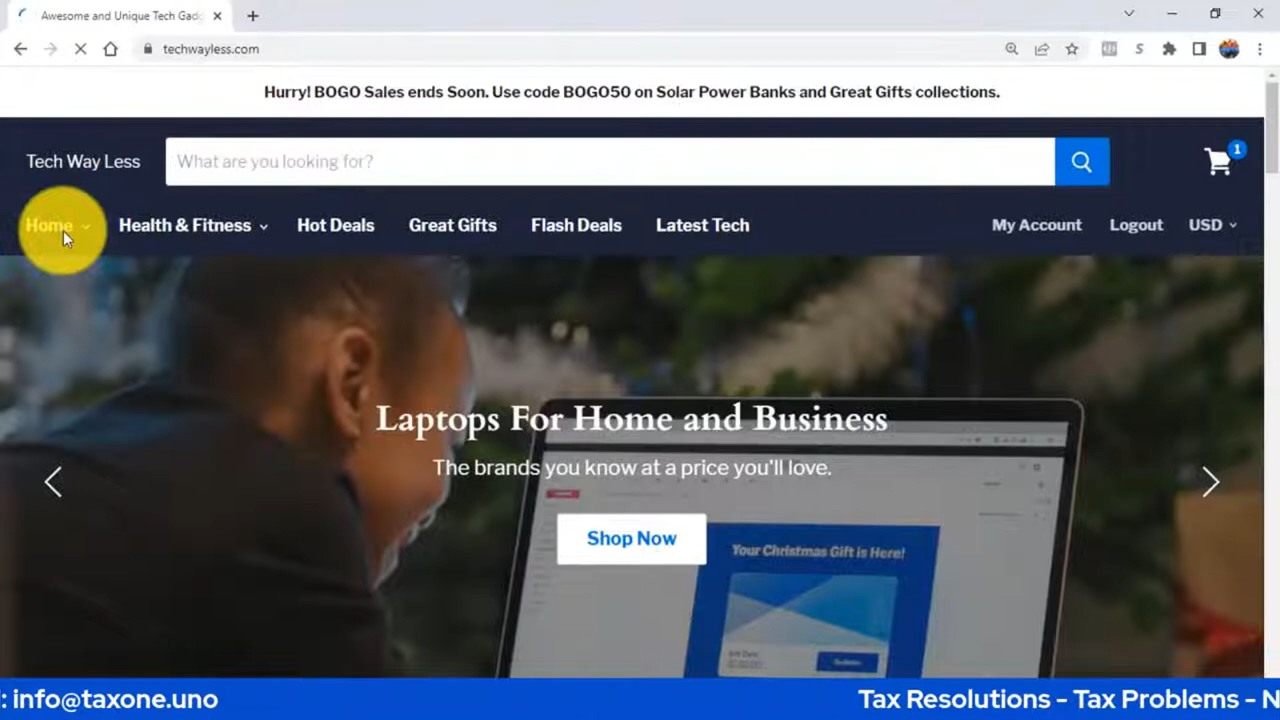 Awesome and Unique Tech Gad
techwayless.com
Hurry! BOGO Sales ends Soon. Use code BOGO50 on Solar Power Banks and Great Gifts collections.
Tech Way Less
What are you looking for?
1
Home
Health & Fitness
Hot Deals
Great Gifts
Flash Deals
Latest Tech
My Account
Logout
USD
Laptops For Home and Business
The brands you know at a price you'll love.
Shop Now
Your Christmas Gift is Here!
: info@taxone.uno
Tax Resolutions - Tax Problems - N